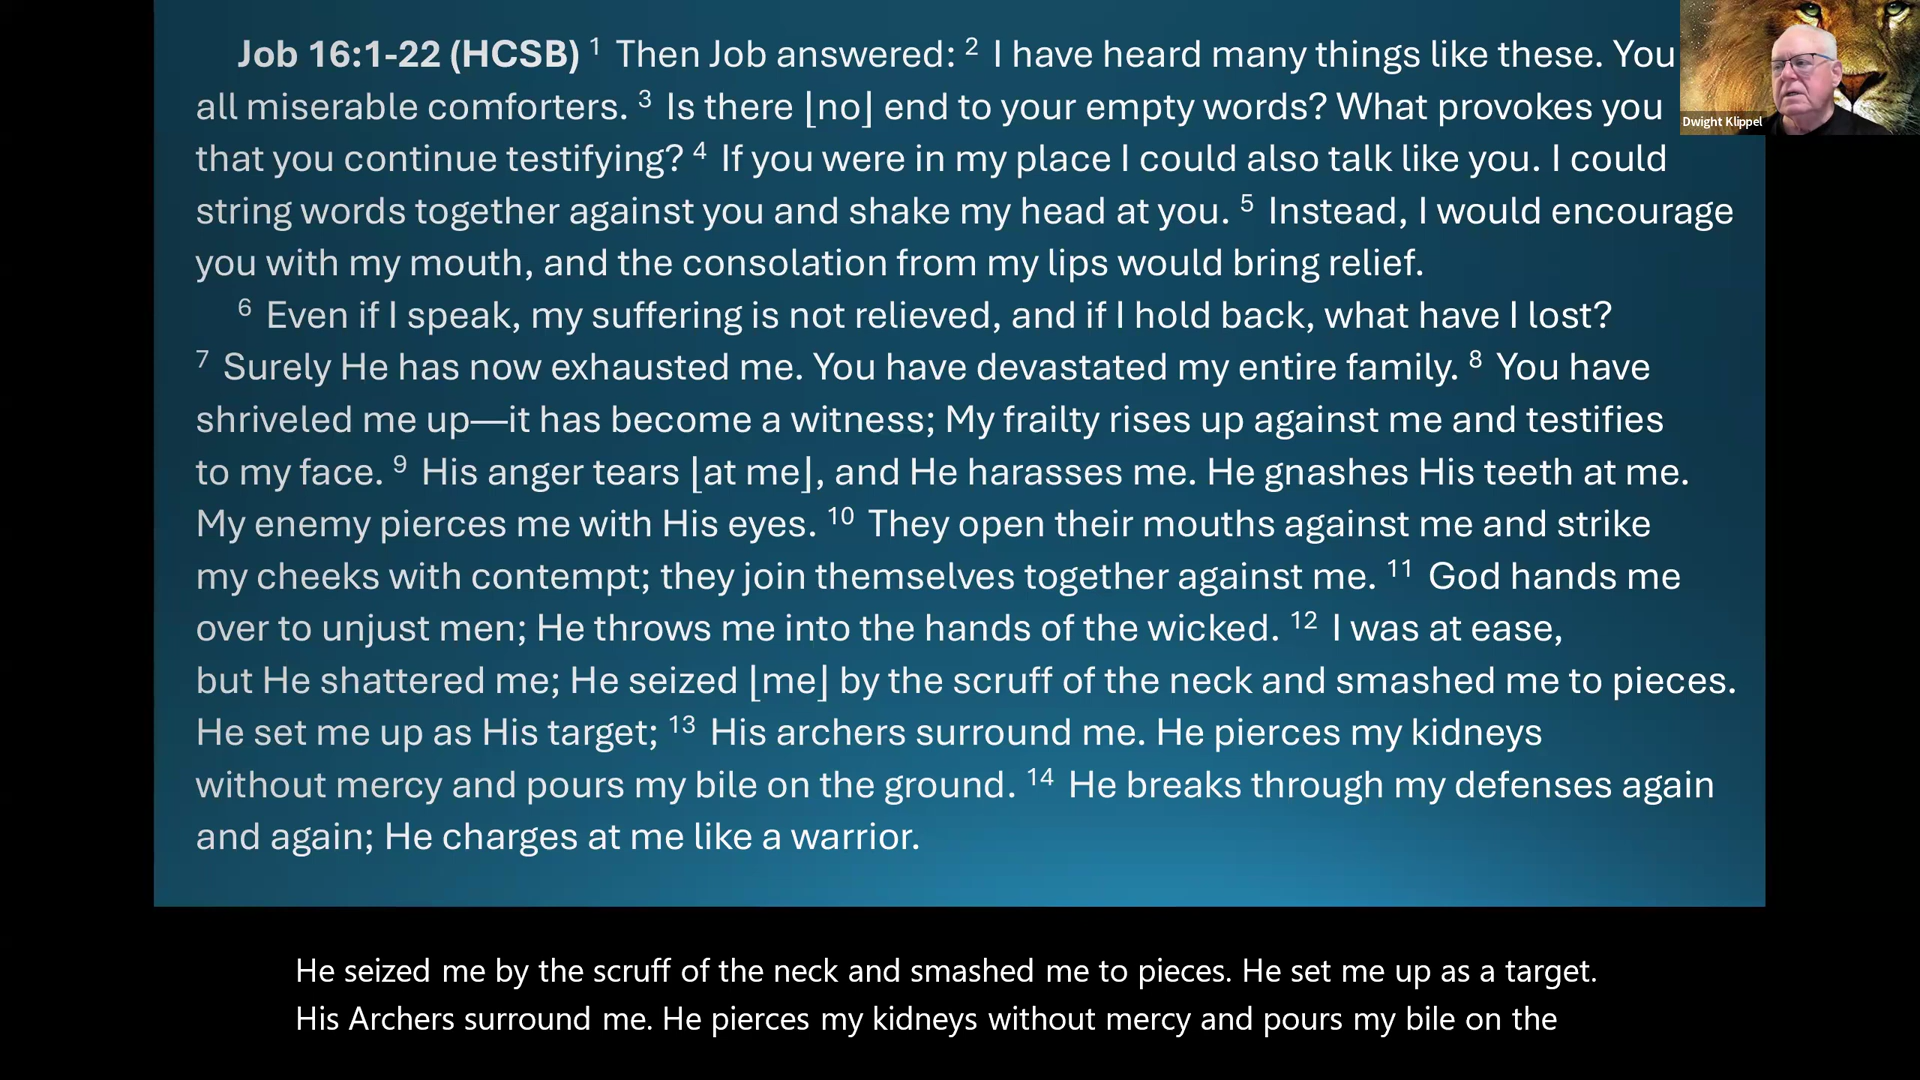 Job 16:1-22 (HCSB) 1 Then Job answered: 2 I have heard many things like these. You
all miserable comforters. 3 Is there ⌊no⌋ end to your empty words? What provokes you
that you continue testifying? 4 If you were in my place I could also talk like you. I could
string words together against you and shake my head at you. 5 Instead, I would encourage
you with my mouth, and the consolation from my lips would bring relief.
6 Even if I speak, my suffering is not relieved, and if I hold back, what have I lost?
7 Surely He has now exhausted me. You have devastated my entire family. 8 You have
shriveled me up—it has become a witness; My frailty rises up against me and testifies
to my face. 9 His anger tears ⌊at me⌋, and He harasses me. He gnashes His teeth at me.
My enemy pierces me with His eyes. 10 They open their mouths against me and strike
my cheeks with contempt; they join themselves together against me. 11 God hands me
over to unjust men; He throws me into the hands of the wicked. 12 I was at ease,
but He shattered me; He seized ⌊me⌋ by the scruff of the neck and smashed me to pieces.
He set me up as His target; 13 His archers surround me. He pierces my kidneys
without mercy and pours my bile on the ground. 14 He breaks through my defenses again
and again; He charges at me like a warrior.
Dwight Klippel
He seized me by the scruff of the neck and smashed me to pieces. He set me up as a target.
His Archers surround me. He pierces my kidneys without mercy and pours my bile on the